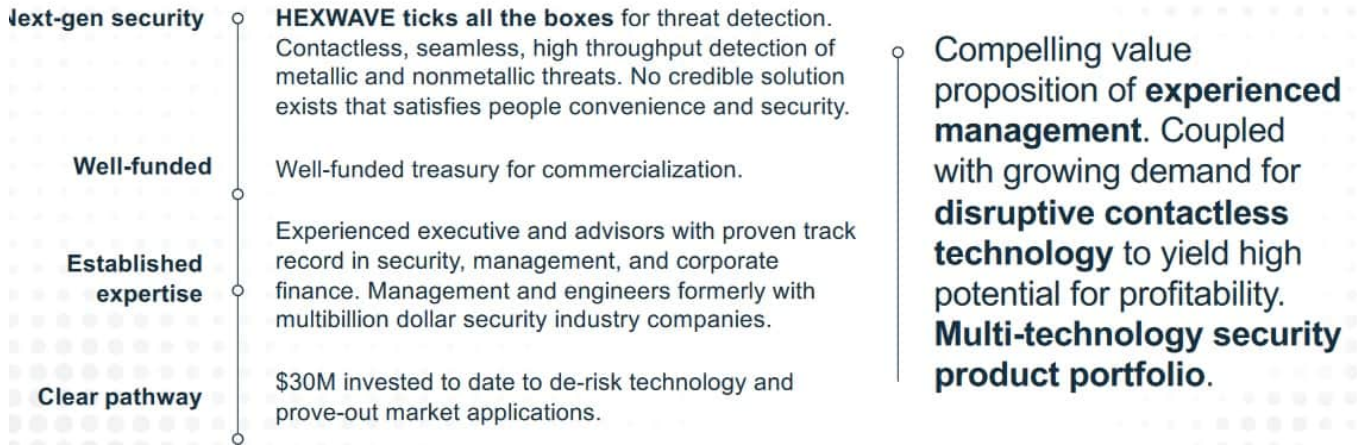 Next-gen security
HEXWAVE ticks all the boxes for threat detection.
Contactless, seamless, high throughput detection of
metallic and nonmetallic threats. No credible solution
exists that satisfies people convenience and security.
Well-funded
Well-funded treasury for commercialization.
Established
expertise
Experienced executive and advisors with proven track
record in security, management, and corporate
finance. Management and engineers formerly with
multibillion dollar security industry companies.
Clear pathway
$30M invested to date to de-risk technology and
prove-out market applications.
Compelling value
proposition of experienced
management. Coupled
with growing demand for
disruptive contactless
technology to yield high
potential for profitability.
Multi-technology security
product portfolio.